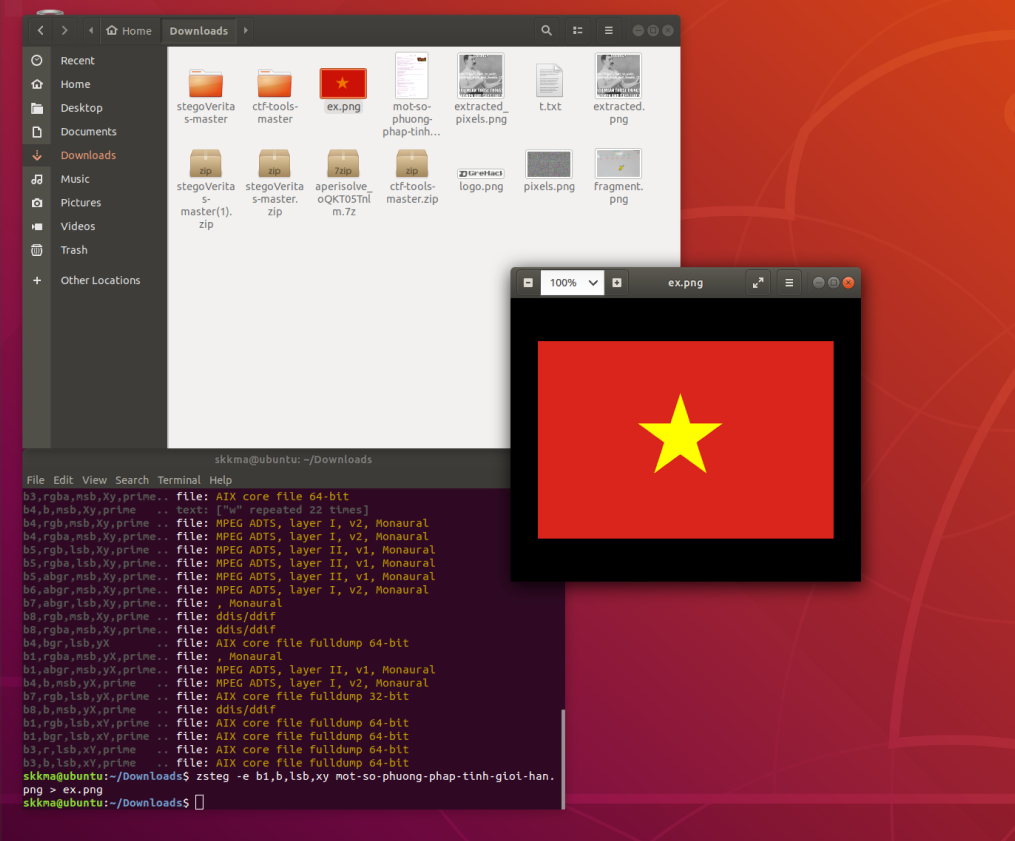 Home Downloads
Recent
Home
Desktop
Documents
Downloads
Music
Pictures
Videos
Trash
Other Locations
stegoVerita
s-master
ctf-tools-
master
ex.png
mot-so-
phuong-
phap-tinh…
extracted_
pixels.png
t.txt
extracted.
png
stegoVerita
s-
master(1).
zip
stegoVerita
s-master.
zip
aperisolve_
oQKT05Tnl
m.7z
ctf-tools-
master.zip
logo.png
pixels.png
fragment.
png
zip
zip
7zip
zip
GreHack
100% ex.png
skkma@ubuntu: ~/Downloads
File Edit View Search Terminal Help
b3,rgba,msb,Xy,prime.. file: AIX core file 64-bit
b4,b,msb,Xy,prime .. text: ["w" repeated 22 times]
b4,rgb,msb,Xy,prime .. file: MPEG ADTS, layer I, v2, Monaural
b4,rgba,msb,Xy,prime.. file: MPEG ADTS, layer I, v2, Monaural
b5,rgb,lsb,Xy,prime .. file: MPEG ADTS, layer II, v1, Monaural
b5,rgba,lsb,Xy,prime.. file: MPEG ADTS, layer II, v1, Monaural
b5,abgr,msb,Xy,prime.. file: MPEG ADTS, layer II, v1, Monaural
b6,abgr,msb,Xy,prime.. file: MPEG ADTS, layer I, v2, Monaural
b7,abgr,lsb,Xy,prime.. file: , Monaural
b8,rgb,msb,Xy,prime .. file: ddis/ddif
b8,rgba,msb,Xy,prime.. file: ddis/ddif
b4,bgr,lsb,yX .. file: AIX core file fulldump 64-bit
b1,rgba,msb,yX,prime.. file: , Monaural
b1,abgr,msb,yX,prime.. file: MPEG ADTS, layer II, v1, Monaural
b4,b,msb,yX,prime .. file: MPEG ADTS, layer I, v2, Monaural
b7,rgb,lsb,yX,prime .. file: AIX core file fulldump 32-bit
b8,b,msb,yX,prime .. file: ddis/ddif
b1,rgb,lsb,xY,prime .. file: AIX core file fulldump 64-bit
b1,bgr,lsb,xY,prime .. file: AIX core file fulldump 64-bit
b3,r,lsb,xY,prime .. file: AIX core file fulldump 64-bit
b3,b,lsb,xY,prime .. file: AIX core file fulldump 64-bit
skkma@ubuntu:~/Downloads$ zsteg -e b1,b,lsb,xy mot-so-phuong-phap-tinh-gioi-han.
png > ex.png
skkma@ubuntu:~/Downloads$